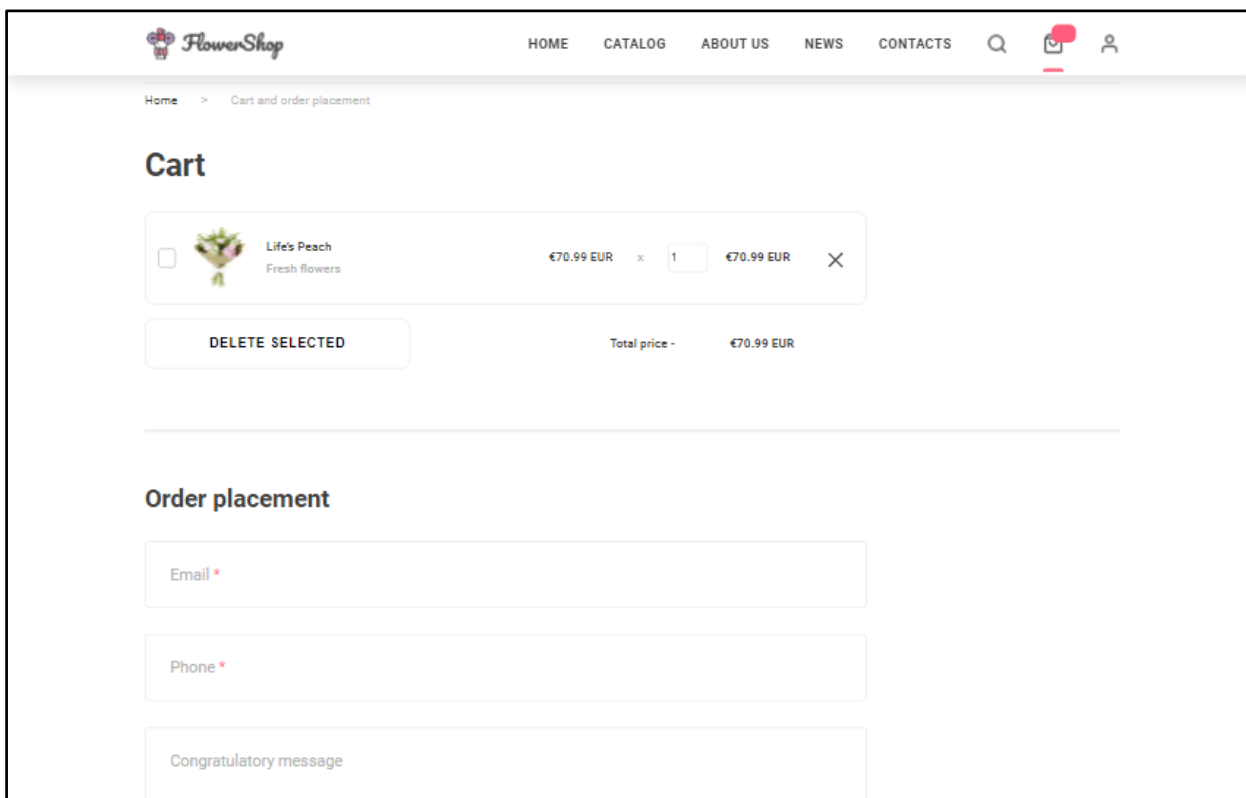 FlowerShop HOME CATALOG ABOUT US NEWS CONTACTS
Home > Cart and order placement
Cart
Life's Peach
Fresh flowers
€70.99 EUR x 1 €70.99 EUR
DELETE SELECTED Total price - €70.99 EUR
Order placement
Email *
Phone *
Congratulatory message